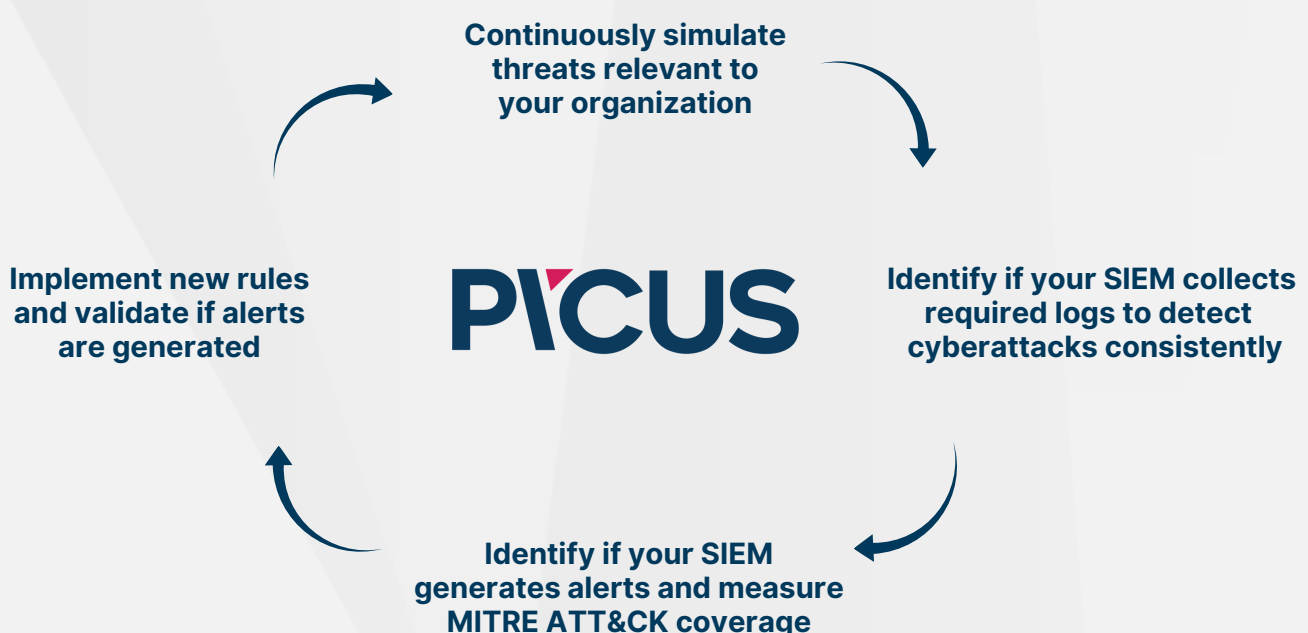 Continuously simulate
threats relevant to
your organization
Implement new rules
and validate if alerts
are generated
PICUS
Identify if your SIEM collects
required logs to detect
cyberattacks consistently
Identify if your SIEM
generates alerts and measure
MITRE ATT&CK coverage